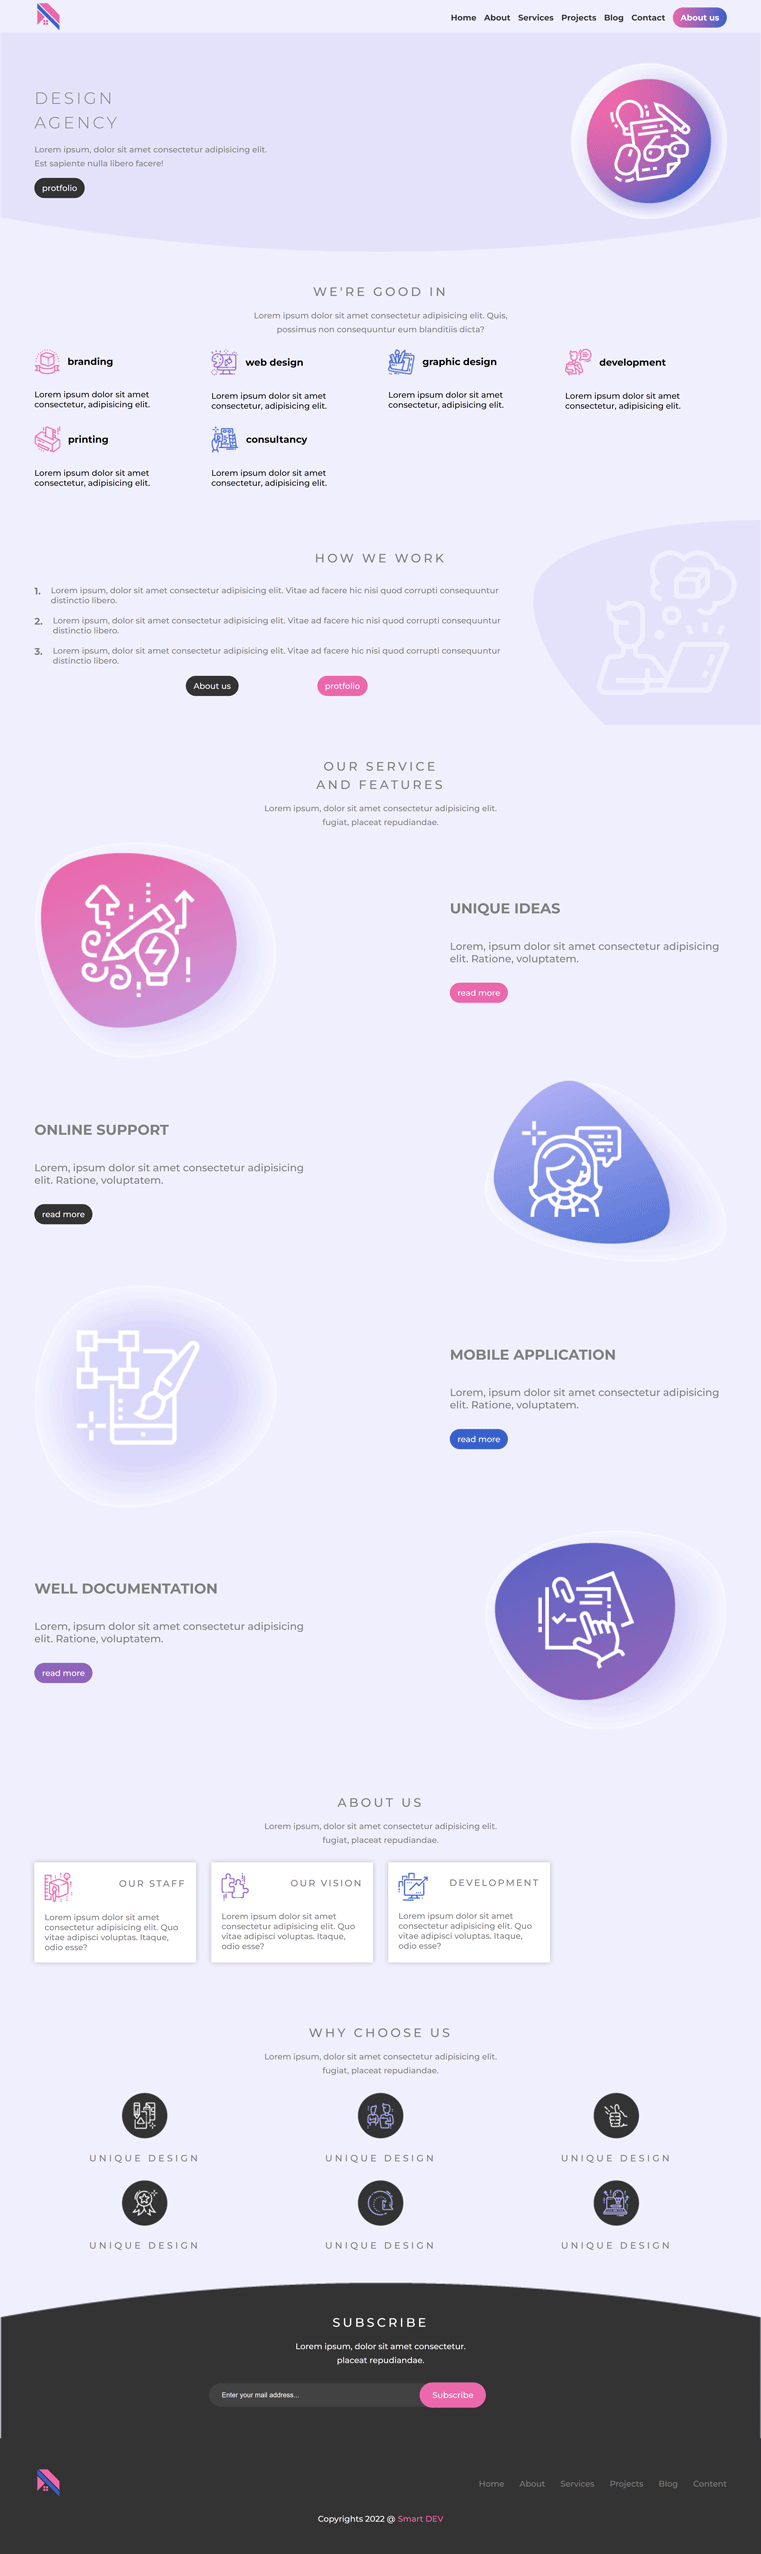 Home About Services Projects Blog Contact About us
DESIGN
AGENCY
Lorem ipsum, dolor sit amet consectetur adipisicing elit.
Est sapiente nulla libero facere!
protfolio
WE'RE GOOD IN
Lorem ipsum dolor sit amet consectetur adipisicing elit. Quis,
possimus non consequuntur eum blanditiis dicta?
branding
Lorem ipsum dolor sit amet
consectetur, adipisicing elit.
web design
Lorem ipsum dolor sit amet
consectetur, adipisicing elit.
graphic design
Lorem ipsum dolor sit amet
consectetur, adipisicing elit.
development
Lorem ipsum dolor sit amet
consectetur, adipisicing elit.
printing
Lorem ipsum dolor sit amet
consectetur, adipisicing elit.
consultancy
Lorem ipsum dolor sit amet
consectetur, adipisicing elit.
HOW WE WORK
1. Lorem ipsum, dolor sit amet consectetur adipisicing elit. Vitae ad facere hic nisi quod corrupti consequuntur
distinctio libero.
2. Lorem ipsum, dolor sit amet consectetur adipisicing elit. Vitae ad facere hic nisi quod corrupti consequuntur
distinctio libero.
3. Lorem ipsum, dolor sit amet consectetur adipisicing elit. Vitae ad facere hic nisi quod corrupti consequuntur
distinctio libero.
About us protfolio
OUR SERVICE
AND FEATURES
Lorem ipsum, dolor sit amet consectetur adipisicing elit.
fugiat, placeat repudiandae.
UNIQUE IDEAS
Lorem, ipsum dolor sit amet consectetur adipisicing
elit. Ratione, voluptatem.
read more
ONLINE SUPPORT
Lorem, ipsum dolor sit amet consectetur adipisicing
elit. Ratione, voluptatem.
read more
MOBILE APPLICATION
Lorem, ipsum dolor sit amet consectetur adipisicing
elit. Ratione, voluptatem.
read more
WELL DOCUMENTATION
Lorem, ipsum dolor sit amet consectetur adipisicing
elit. Ratione, voluptatem.
read more
ABOUT US
Lorem ipsum, dolor sit amet consectetur adipisicing elit.
fugiat, placeat repudiandae.
OUR STAFF
Lorem ipsum dolor sit amet
consectetur adipisicing elit. Quo
vitae adipisci voluptas. Itaque,
odio esse?
OUR VISION
Lorem ipsum dolor sit amet
consectetur adipisicing elit. Quo
vitae adipisci voluptas. Itaque,
odio esse?
DEVELOPMENT
Lorem ipsum dolor sit amet
consectetur adipisicing elit. Quo
vitae adipisci voluptas. Itaque,
odio esse?
WHY CHOOSE US
Lorem ipsum, dolor sit amet consectetur adipisicing elit.
fugiat, placeat repudiandae.
UNIQUE DESIGN UNIQUE DESIGN UNIQUE DESIGN
UNIQUE DESIGN UNIQUE DESIGN UNIQUE DESIGN
SUBSCRIBE
Lorem ipsum, dolor sit amet consectetur.
placeat repudiandae.
Enter your mail address... Subscribe
Home About Services Projects Blog Content
Copyrights 2022 @ Smart DEV